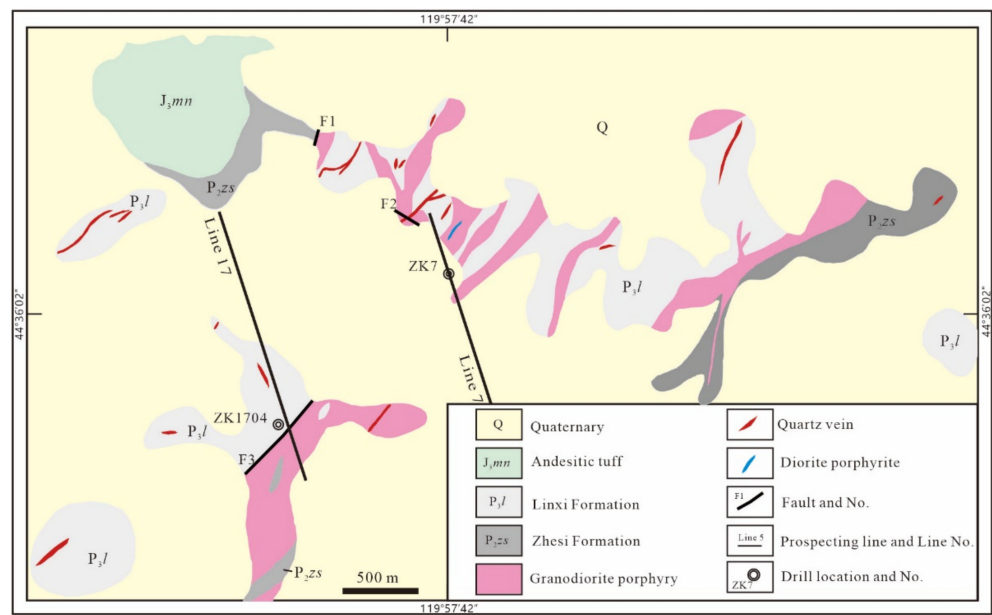 119°57'42"
J₃mn
F1
Q
P₂zs
P₃l
F2
P₂zs
Line 17
ZK7
P₃l
44°36'02"
44°36'02"
P₃l
Line 7
ZK1704
P₃l
F3
P₃l
P₂zs
500 m
Q Quaternary
J₃mn Andesitic tuff
P₃l Linxi Formation
P₂zs Zhesi Formation
Granodiorite porphyry
Quartz vein
Diorite porphyrite
F1 Fault and No.
Line 5 Prospecting line and Line No.
ZK7 Drill location and No.
119°57'42"